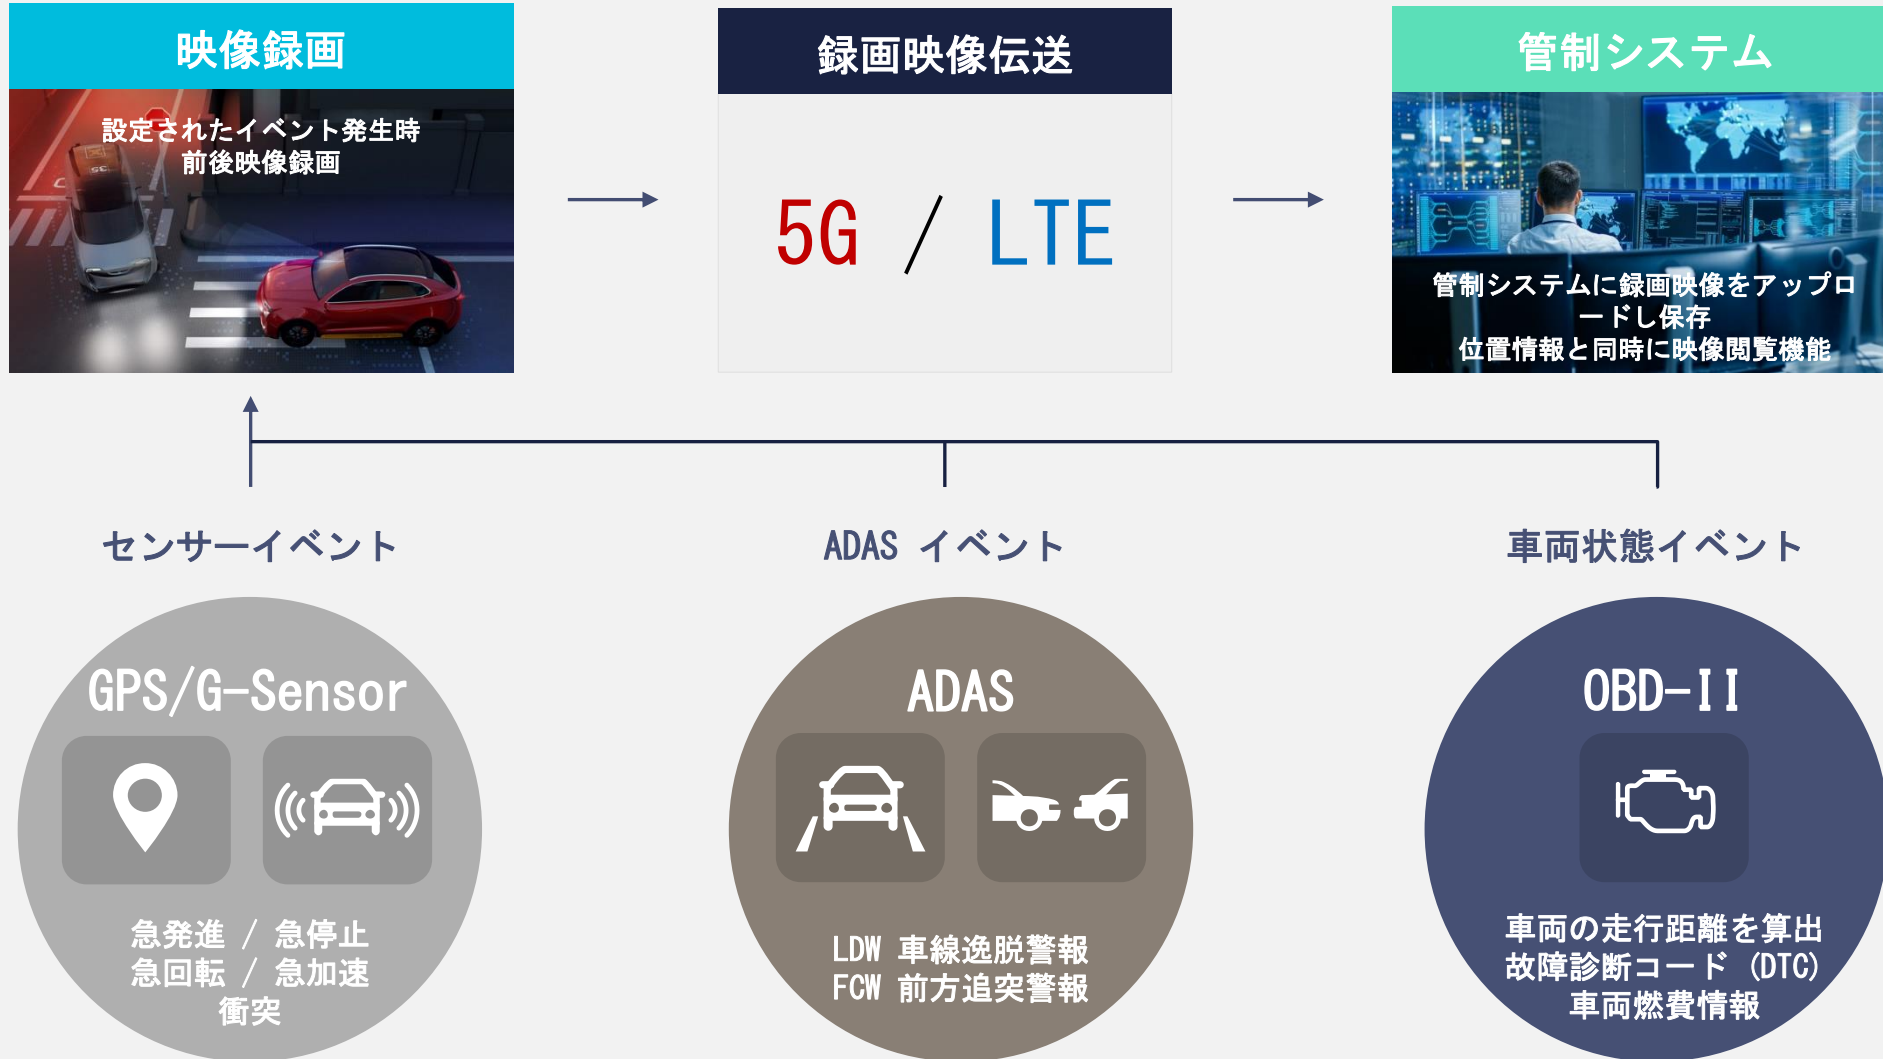 映像録画
設定されたイベント発生時
前後映像録画
録画映像伝送
5G / LTE
管制システム
管制システムに録画映像をアップロ
ードし保存
位置情報と同時に映像閲覧機能
センサーイベント
GPS/G-Sensor
急発進 / 急停止
急回転 / 急加速
衝突
ADAS イベント
ADAS
LDW 車線逸脱警報
FCW 前方追突警報
車両状態イベント
OBD-II
車両の走行距離を算出
故障診断コード (DTC)
車両燃費情報